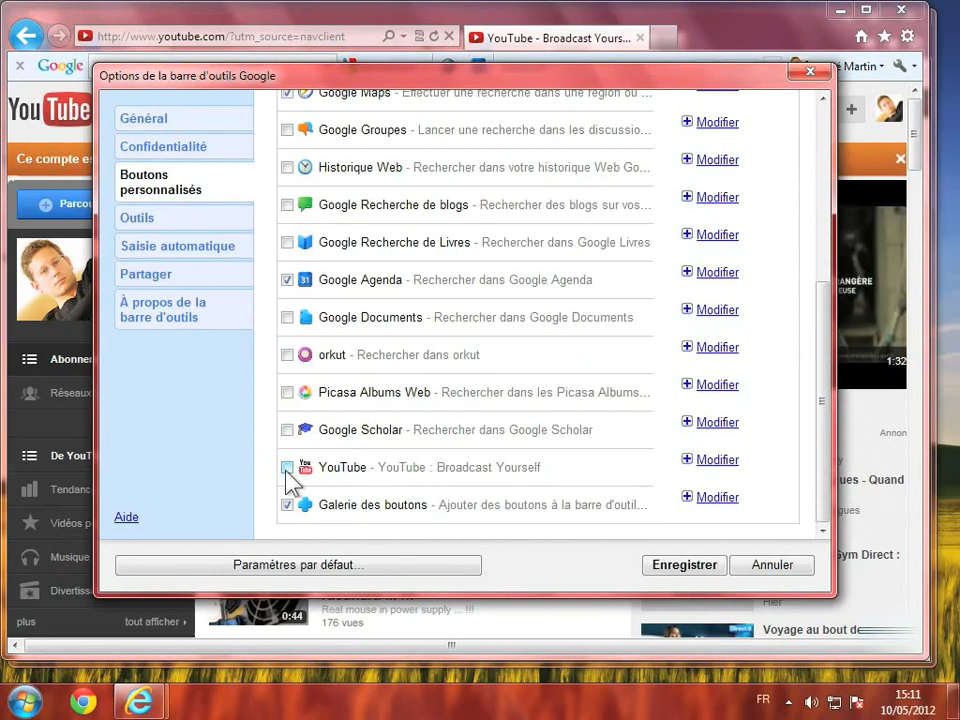 http://www.youtube.com/?utm_source=navclient
YouTube - Broadcast Yours...
Google
Martin
Options de la barre d'outils Google
YouTube
Ce compte e
Parcou
Abonner
Réseaux
De YouT
Tendanc
Vidéos p
Musique
Divertiss
plus
tout afficher
Général
Confidentialité
Boutons
personnalisés
Outils
Saisie automatique
Partager
À propos de la
barre d'outils
Aide
Google Maps - Effectuer une recherche dans une région ou ...
Google Groupes - Lancer une recherche dans les discussio...
Modifier
Historique Web - Rechercher dans votre historique Web Go...
Modifier
Google Recherche de blogs - Rechercher des blogs sur vos...
Modifier
Google Recherche de Livres - Rechercher dans Google Livres
Modifier
31
Google Agenda - Rechercher dans Google Agenda
Modifier
Google Documents - Rechercher dans Google Documents
Modifier
orkut - Rechercher dans orkut
Modifier
Picasa Albums Web - Rechercher dans les Picasa Albums...
Modifier
Google Scholar - Rechercher dans Google Scholar
Modifier
You
Tube
YouTube - YouTube : Broadcast Yourself
Modifier
Galerie des boutons - Ajouter des boutons à la barre d'outil...
Modifier
Paramètres par défaut...
Enregistrer
Annuler
1:32
Annon
ues - Quand
gues
Gym Direct :
Hier
Voyage au bout de
0:44
Real mouse in power supply ... !!!
176 vues
FR
15:11
10/05/2012